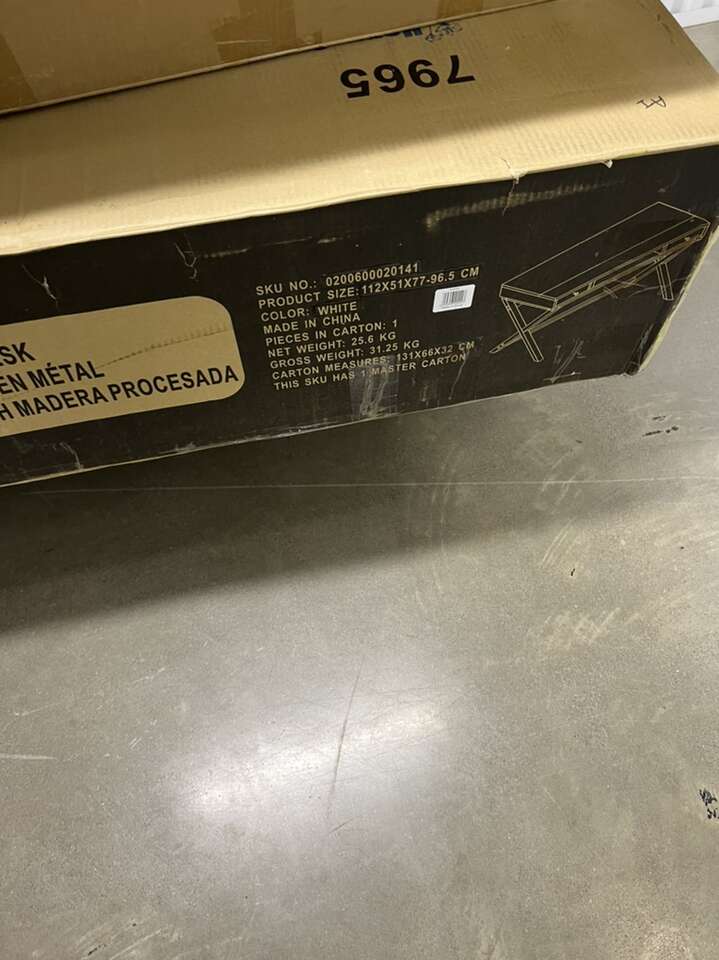 7965
SKU NO.: 0200600020141
PRODUCT SIZE:112X51X77-96.5 CM
COLOR: WHITE
MADE IN CHINA
PIECES IN CARTON: 1
NET WEIGHT: 25.6 KG
GROSS WEIGHT: 31.25 KG
CARTON MEASURES: 131X66X32 CM
THIS SKU HAS 1 MASTER CARTON
ESK
EN MÉTAL
H MADERA PROCESADA